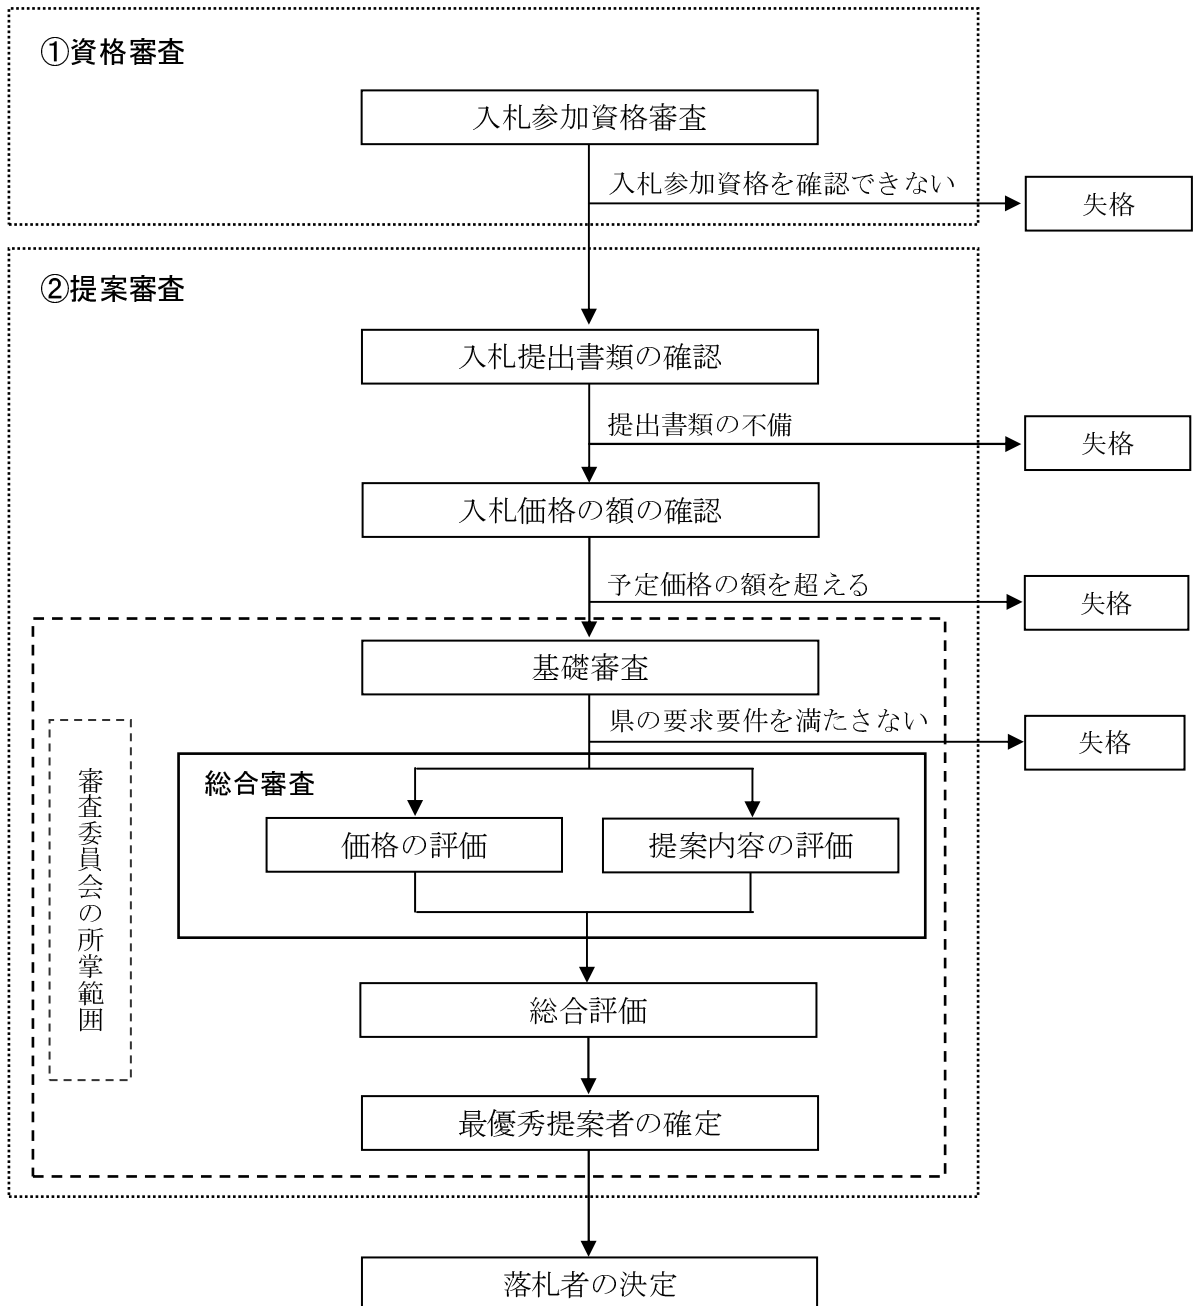 ①資格審査
入札参加資格審査
入札参加資格を確認できない
失格
②提案審査
入札提出書類の確認
提出書類の不備
失格
入札価格の額の確認
予定価格の額を超える
失格
基礎審査
県の要求要件を満たさない
失格
審査委員会の所掌範囲
総合審査
価格の評価
提案内容の評価
総合評価
最優秀提案者の確定
落札者の決定